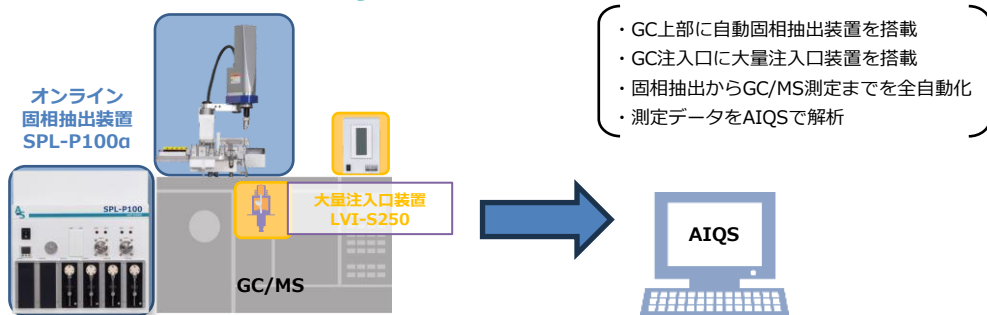 ・GC上部に自動固相抽出装置を搭載
・GC注入口に大量注入口装置を搭載
・固相抽出からGC/MS測定までを全自動化
・測定データをAIQSで解析
オンライン
固相抽出装置
SPL-P100α
大量注入口装置
LVI-S250
SPL-P100
GC/MS
AIQS